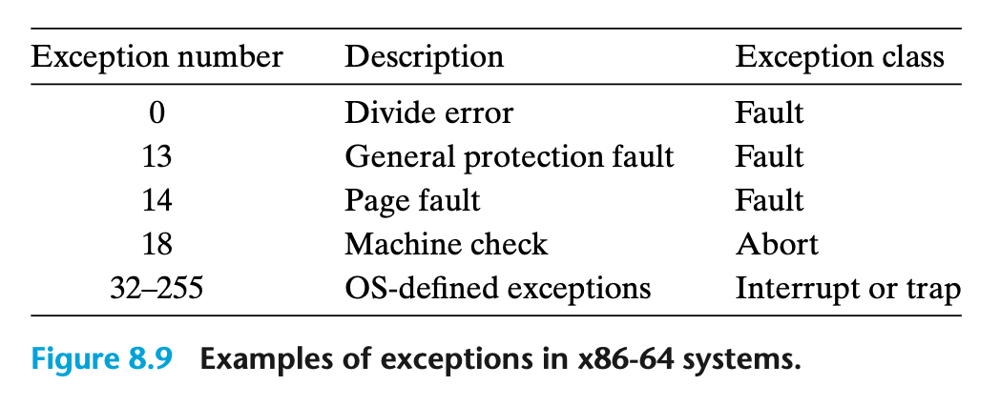 Exception number Description Exception class
0 Divide error Fault
13 General protection fault Fault
14 Page fault Fault
18 Machine check Abort
32–255 OS-defined exceptions Interrupt or trap
Figure 8.9 Examples of exceptions in x86-64 systems.